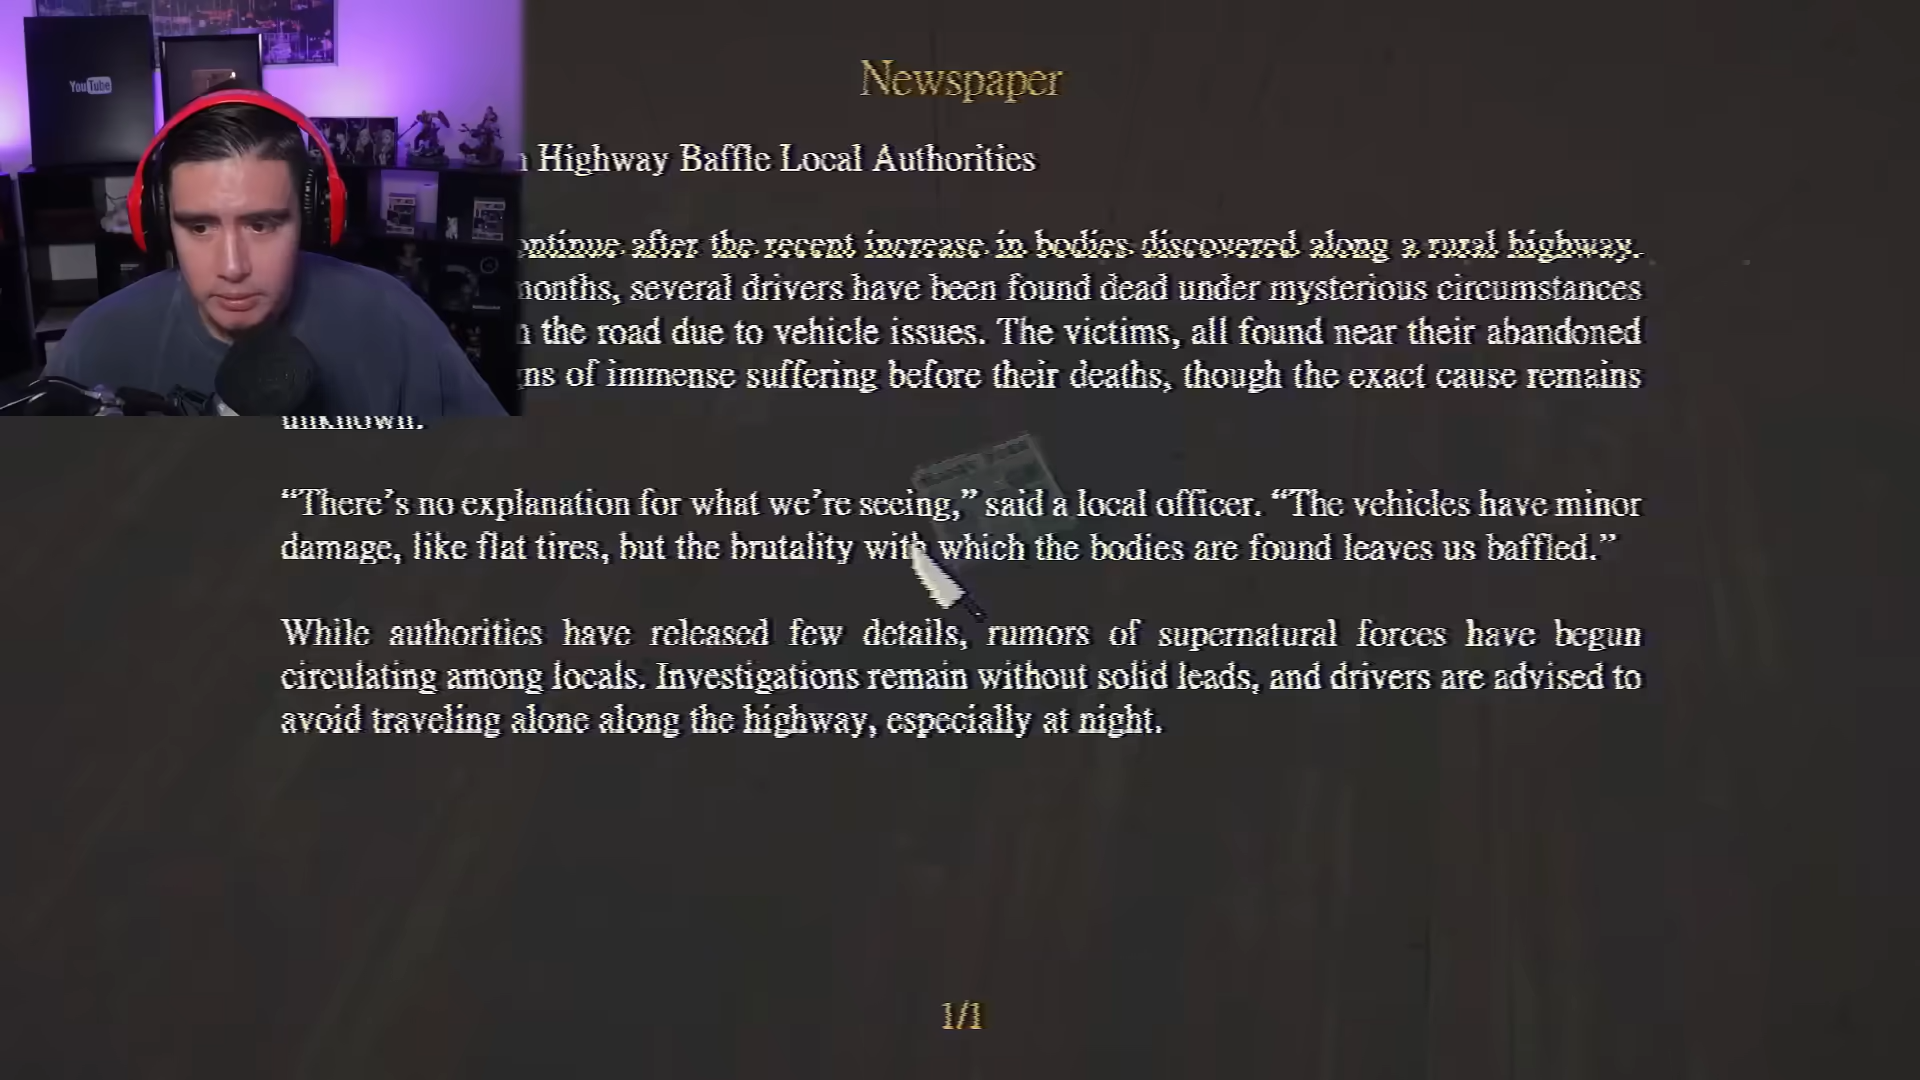 YouTube
Newspaper
Highway Baffle Local Authorities
after the recent increase in bodies discovered along a rural highway.
several drivers have been found dead under mysterious circumstances
the road due to vehicle issues. The victims, all found near their abandoned
of immense suffering before their deaths, though the exact cause remains
unknown.
“There’s no explanation for what we’re seeing,” said a local officer. “The vehicles have minor
damage, like flat tires, but the brutality with which the bodies are found leaves us baffled.”
While authorities have released few details, rumors of supernatural forces have begun
circulating among locals. Investigations remain without solid leads, and drivers are advised to
avoid traveling alone along the highway, especially at night.
1/1